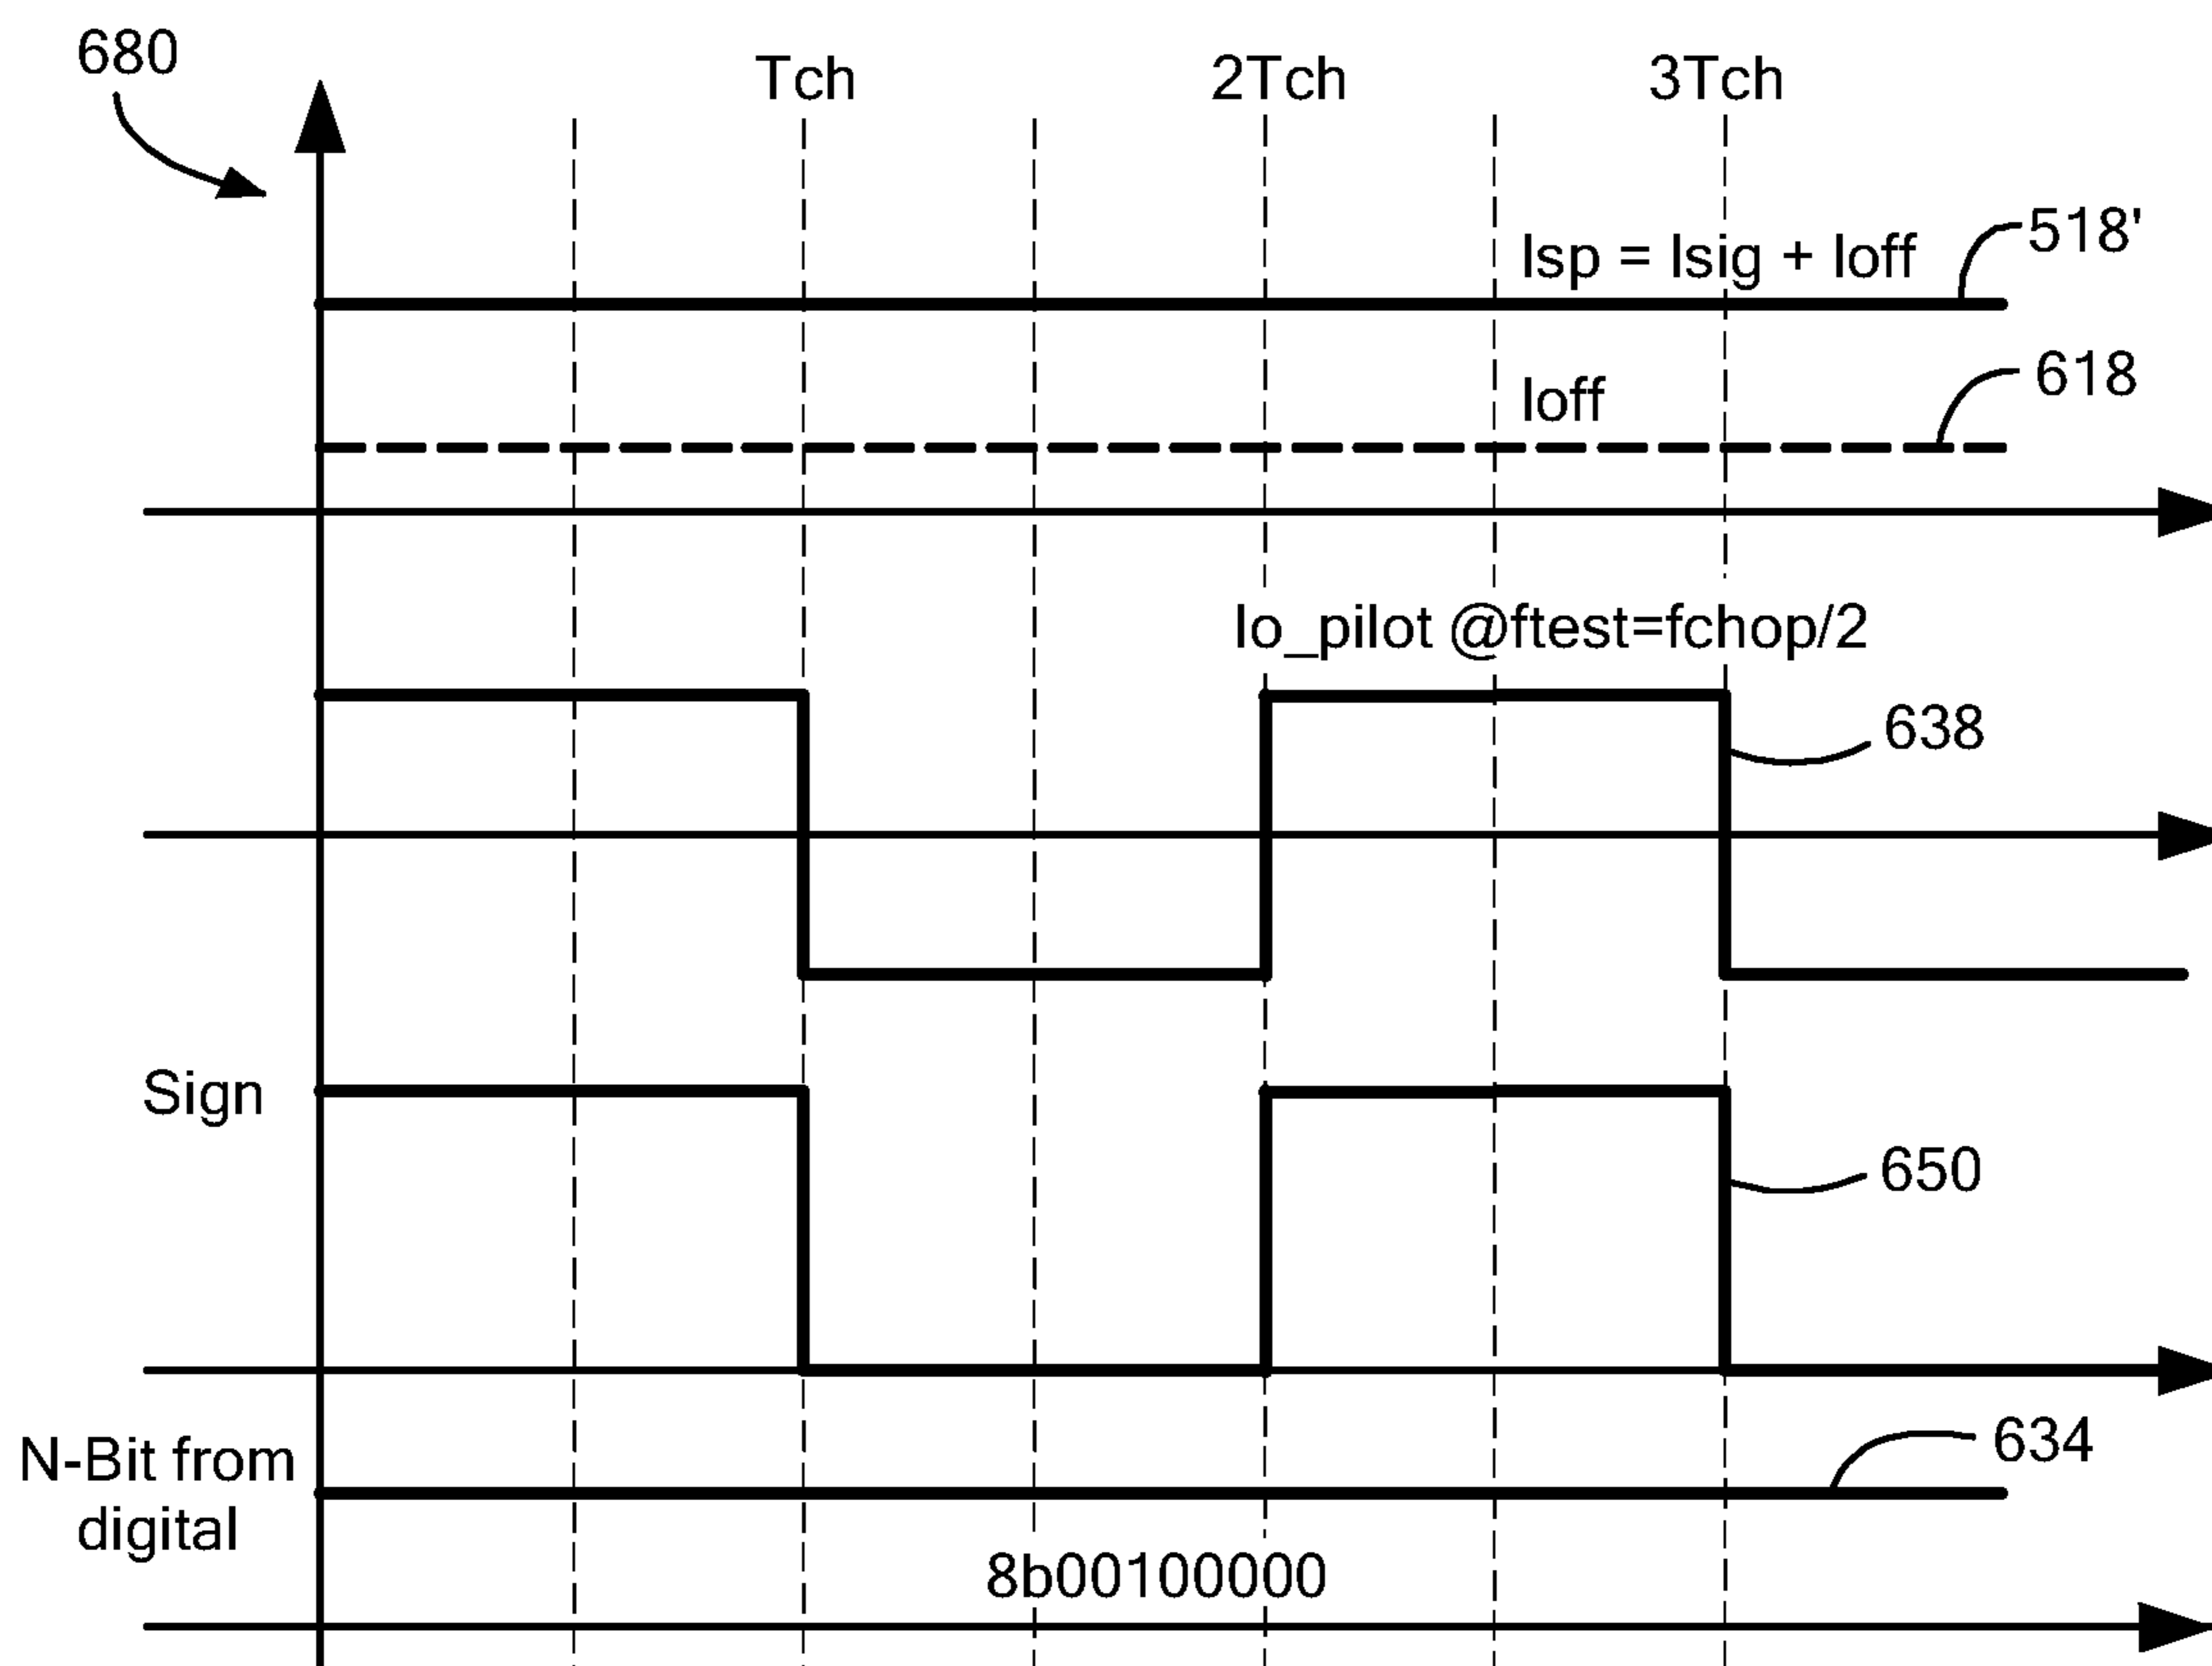 680
Tch 2Tch 3Tch
Isp = Isig + Ioff
518'
Ioff
618
Io_pilot @ftest=fchop/2
638
Sign
650
N-Bit from
digital
634
8b00100000